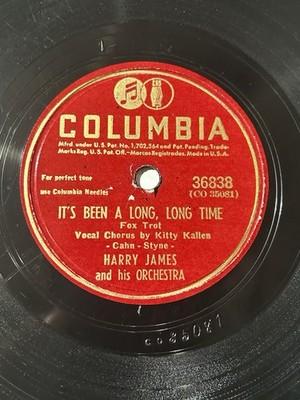 COLUMBIA
Mfrd. under U.S. Pat. No. 1,702,564 and Pat. Pending. Trade-
Marks Reg. U.S. Pat. Off.-Marcas Registradas. Made in U.S.A.
For perfect tone
use Columbia Needles
36838
(CO 35081)
IT'S BEEN A LONG, LONG TIME
Fox Trot
Vocal Chorus by Kitty Kallen
- Cahn - Styne -
HARRY JAMES
and his ORCHESTRA
CO35081